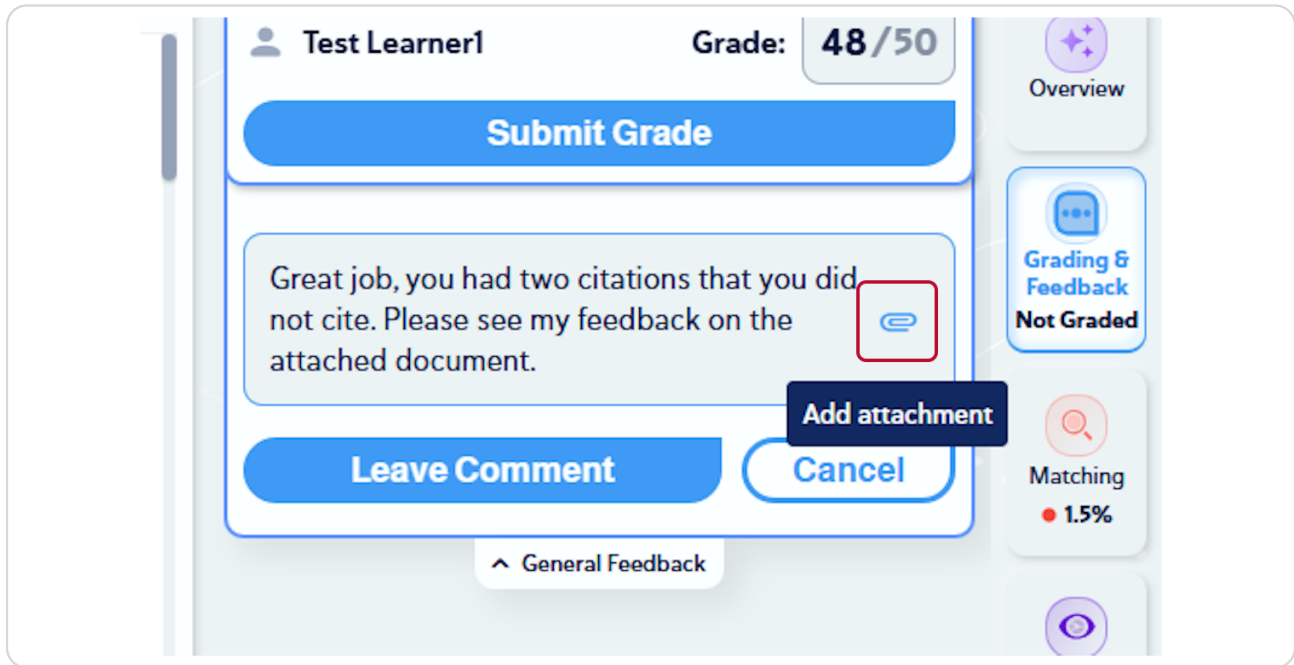 Test Learner1 Grade: 48/50
Submit Grade
Great job, you had two citations that you did
not cite. Please see my feedback on the
attached document.
Add attachment
Leave Comment Cancel
General Feedback
Overview
Grading &
Feedback
Not Graded
Matching
1.5%